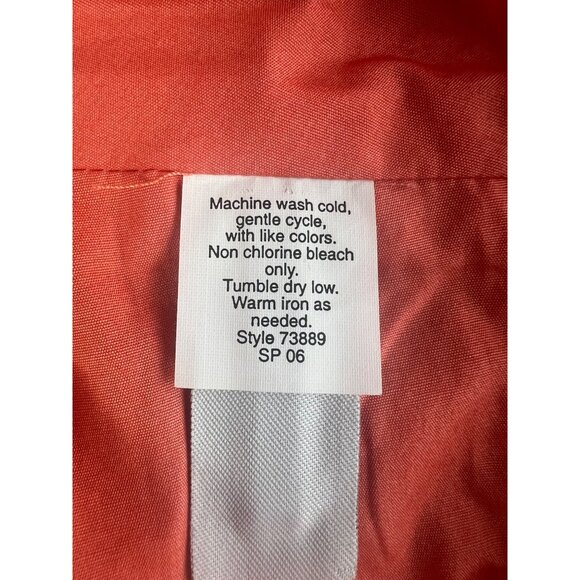 Machine wash cold,
gentle cycle,
with like colors.
Non chlorine bleach
only.
Tumble dry low.
Warm iron as
needed.
Style 73889
SP 06